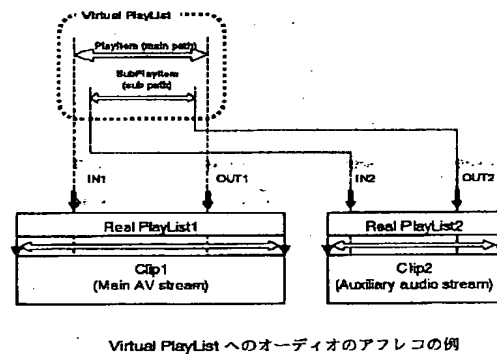 Virtual PlayList
PlayItem (main path)
SubPlayItem
(sub path)
IN1
OUT1
IN2
OUT2
Real PlayList1
Real PlayList2
Clip1
(Main AV stream)
Clip2
(Auxiliary audio stream)
Virtual PlayList へのオーディオのアフレコの例